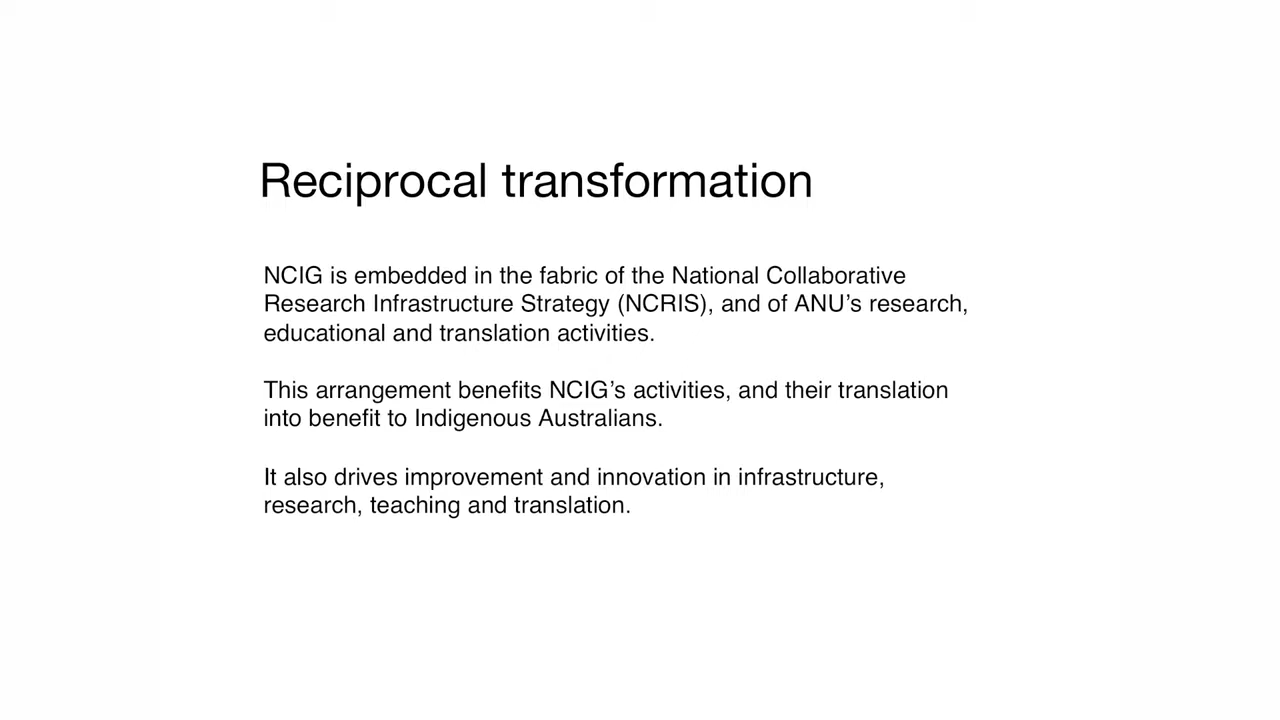 Reciprocal transformation
NCIG is embedded in the fabric of the National Collaborative
Research Infrastructure Strategy (NCRIS), and of ANU’s research,
educational and translation activities.
This arrangement benefits NCIG’s activities, and their translation
into benefit to Indigenous Australians.
It also drives improvement and innovation in infrastructure,
research, teaching and translation.